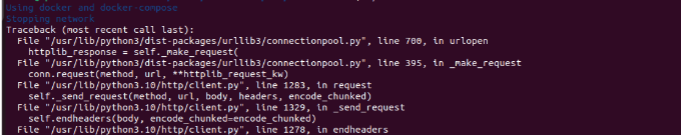 Using docker and docker-compose
Stopping network
Traceback (most recent call last):
  File "/usr/lib/python3/dist-packages/urllib3/connectionpool.py", line 700, in urlopen
    httplib_response = self._make_request(
  File "/usr/lib/python3/dist-packages/urllib3/connectionpool.py", line 395, in _make_request
    conn.request(method, url, **httplib_request_kw)
  File "/usr/lib/python3.10/http/client.py", line 1283, in request
    self._send_request(method, url, body, headers, encode_chunked)
  File "/usr/lib/python3.10/http/client.py", line 1329, in _send_request
    self.endheaders(body, encode_chunked=encode_chunked)
  File "/usr/lib/python3.10/http/client.py", line 1278, in endheaders